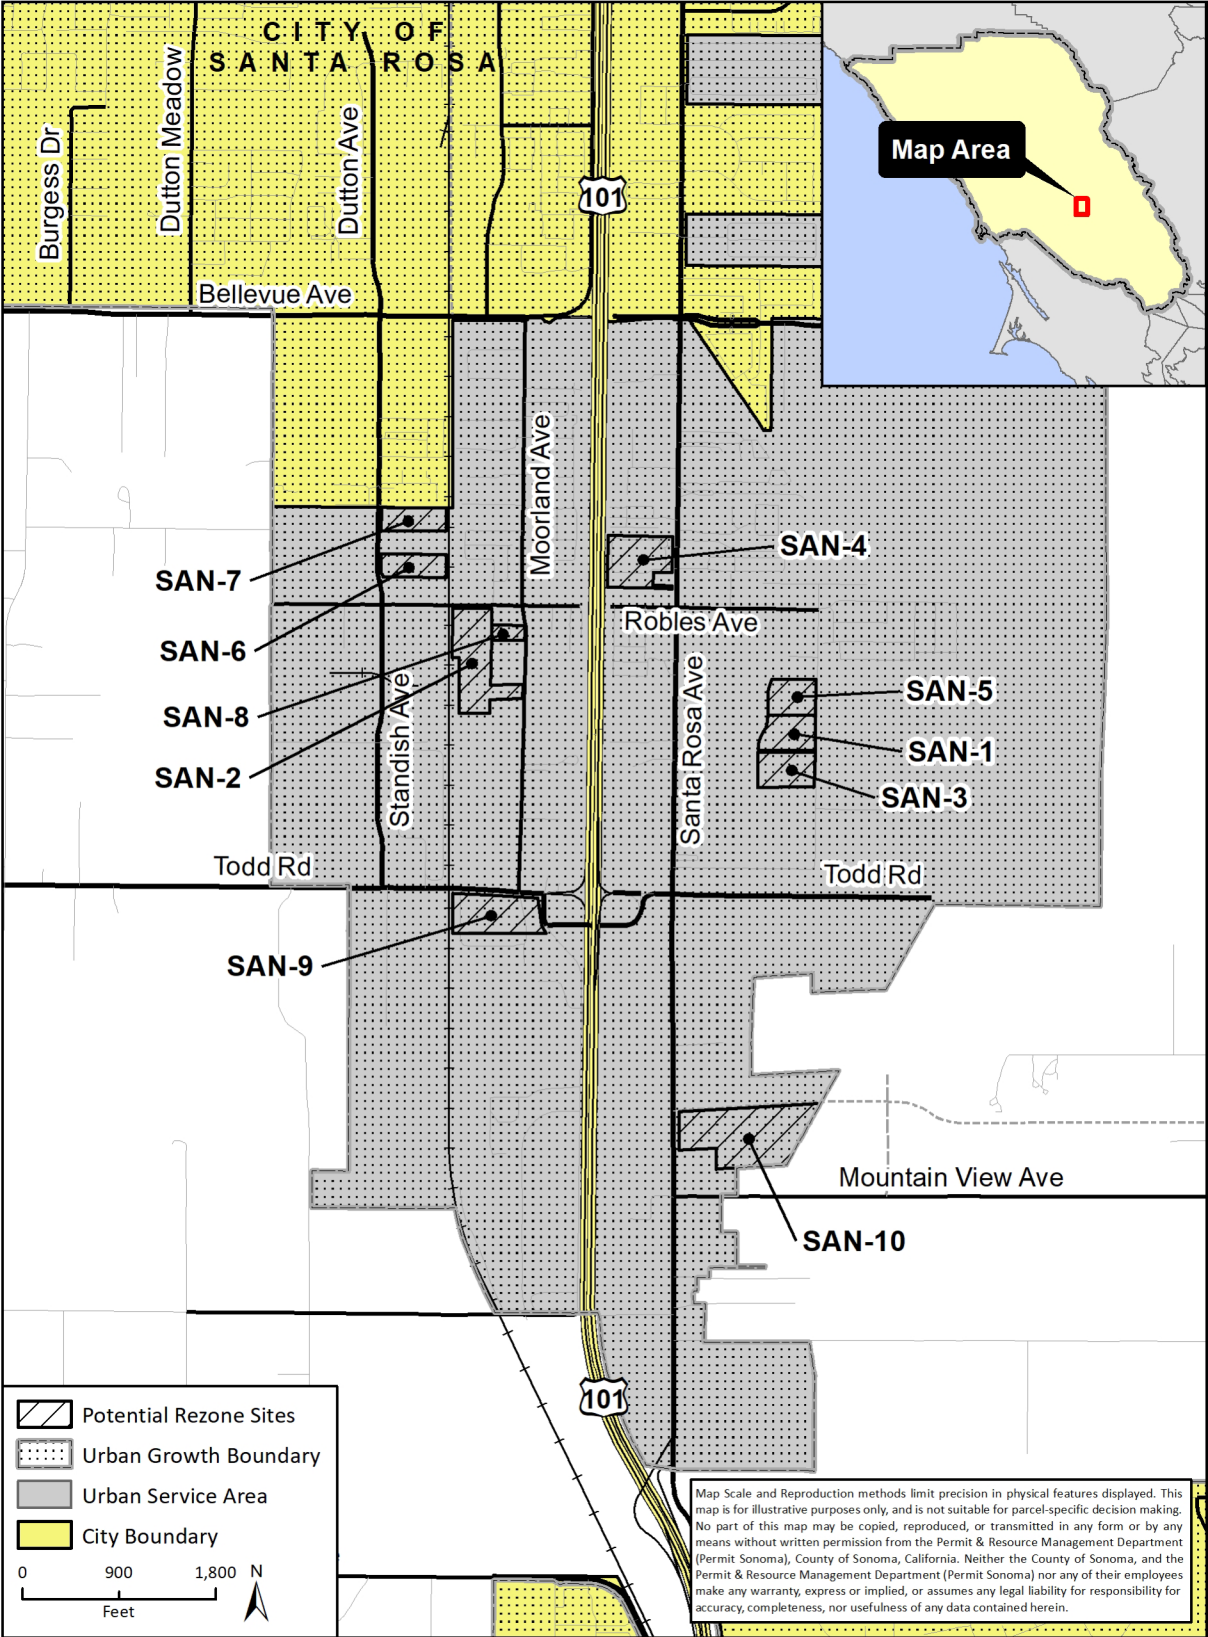 CITY OF
SANTA ROSA
Burgess Dr
Dutton Meadow
Dutton Ave
101
Map Area
Bellevue Ave
Moorland Ave
SAN-4
SAN-7
Robles Ave
SAN-6
SAN-5
SAN-8
SAN-1
SAN-2
Standish Ave
Santa Rosa Ave
SAN-3
Todd Rd
Todd Rd
SAN-9
Mountain View Ave
SAN-10
101
Potential Rezone Sites
Urban Growth Boundary
Urban Service Area
City Boundary
0 900 1,800 N
Feet
Map Scale and Reproduction methods limit precision in physical features displayed. This
map is for illustrative purposes only, and is not suitable for parcel-specific decision making.
No part of this map may be copied, reproduced, or transmitted in any form or by any
means without written permission from the Permit & Resource Management Department
(Permit Sonoma), County of Sonoma, California. Neither the County of Sonoma, and the
Permit & Resource Management Department (Permit Sonoma) nor any of their employees
make any warranty, express or implied, or assumes any legal liability for responsibility for
accuracy, completeness, nor usefulness of any data contained herein.